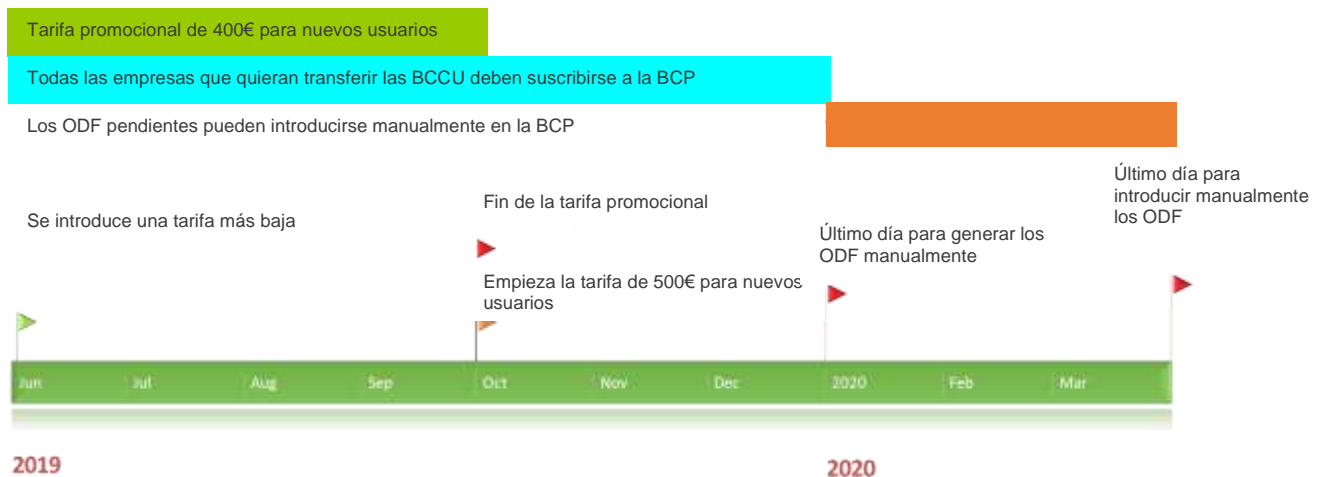 Tarifa promocional de 400€ para nuevos usuarios
Todas las empresas que quieran transferir las BCCU deben suscribirse a la BCP
Los ODF pendientes pueden introducirse manualmente en la BCP
Último día para
introducir manualmente
los ODF
Se introduce una tarifa más baja
Fin de la tarifa promocional
Último día para generar los
ODF manualmente
Empieza la tarifa de 500€ para nuevos
usuarios
Jun Jul Aug Sep Oct Nov Dec 2020 Feb Mar
2019 2020